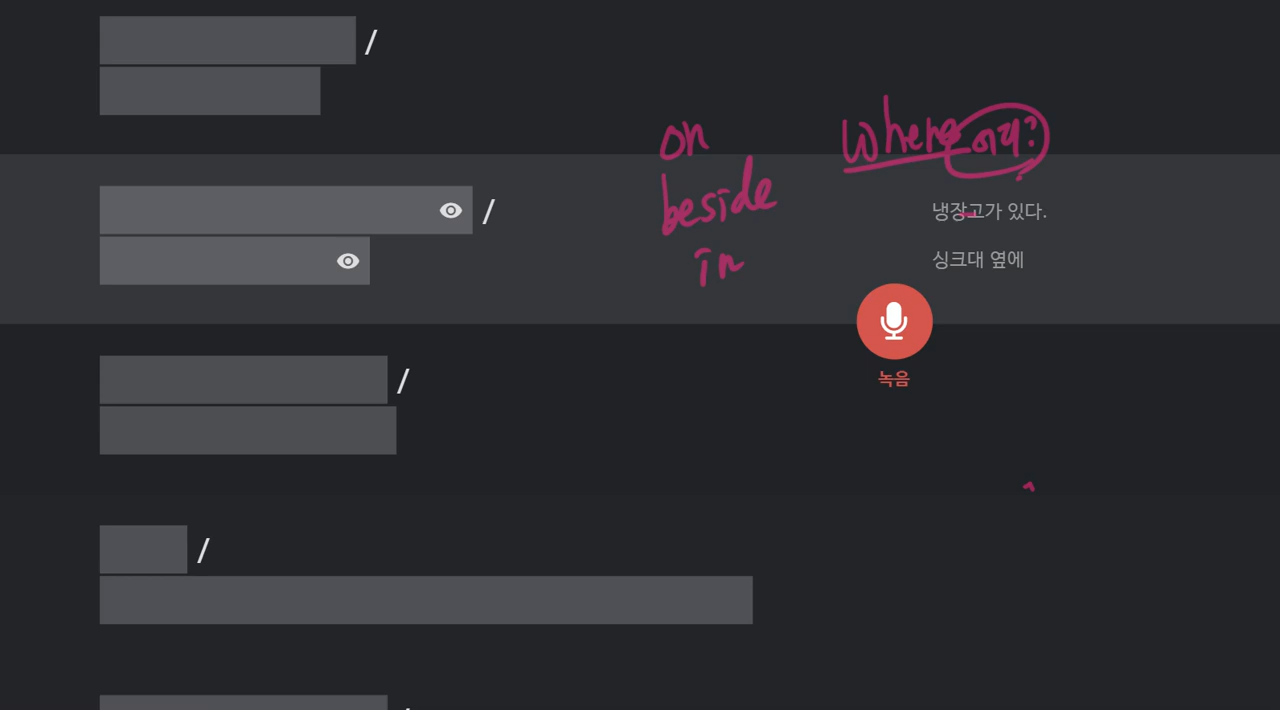 /
on
where 어디?
beside
/
냉장고가 있다.
in
싱크대 옆에
녹음
/
/